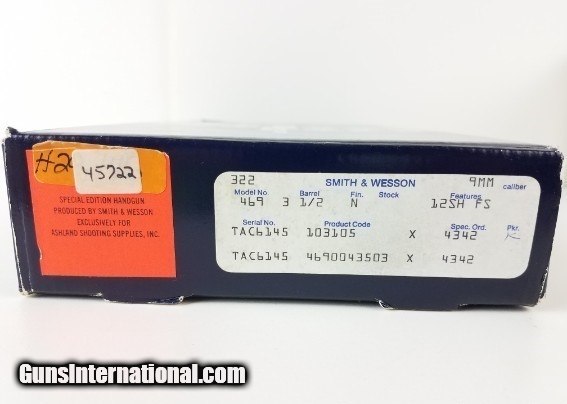 H2
45722
SPECIAL EDITION HANDGUN
PRODUCED BY SMITH & WESSON
EXCLUSIVELY FOR
ASHLAND SHOOTING SUPPLIES, INC.
322 SMITH & WESSON 9MM caliber
Model No Barrel Fin. Stock Features
469 3 1/2 N 12SH FS
Serial No. Product Code Spec. Ord. Pkr.
TAC6145 103105 X 4342
TAC6145 4690043503 X 4342
GunsInternational.com